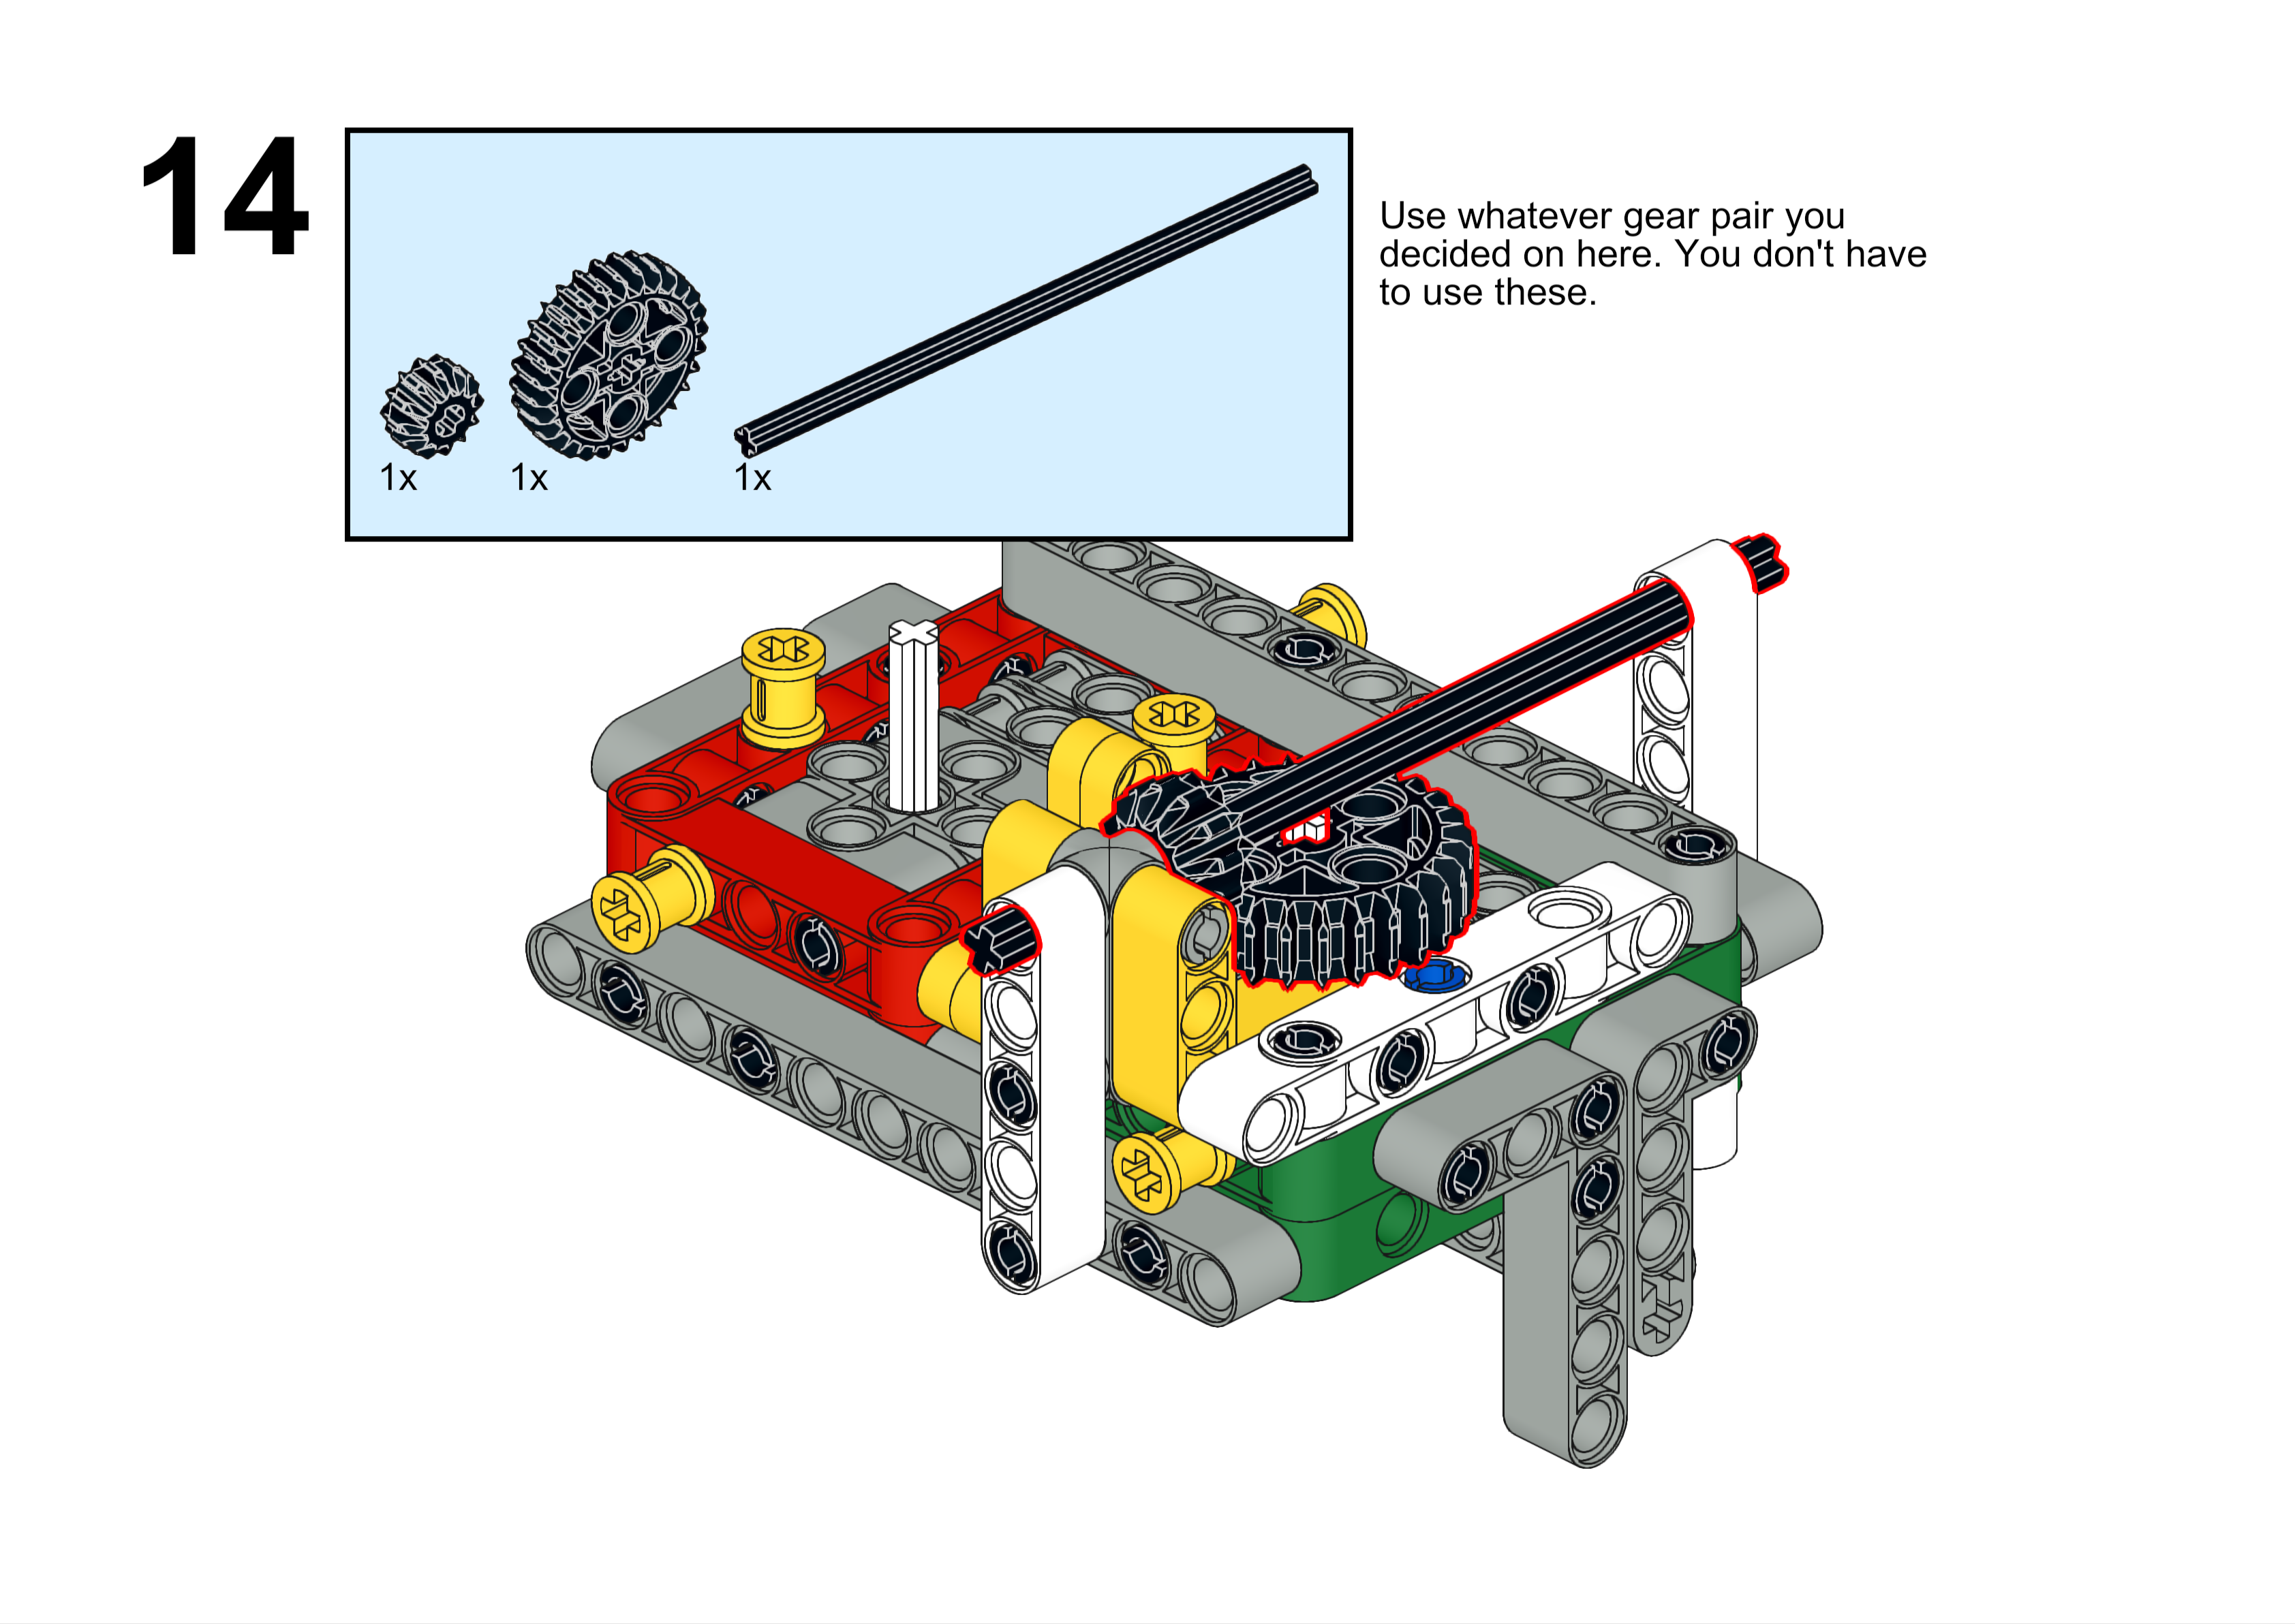 14
Use whatever gear pair you
decided on here. You don't have
to use these.
1x 1x 1x